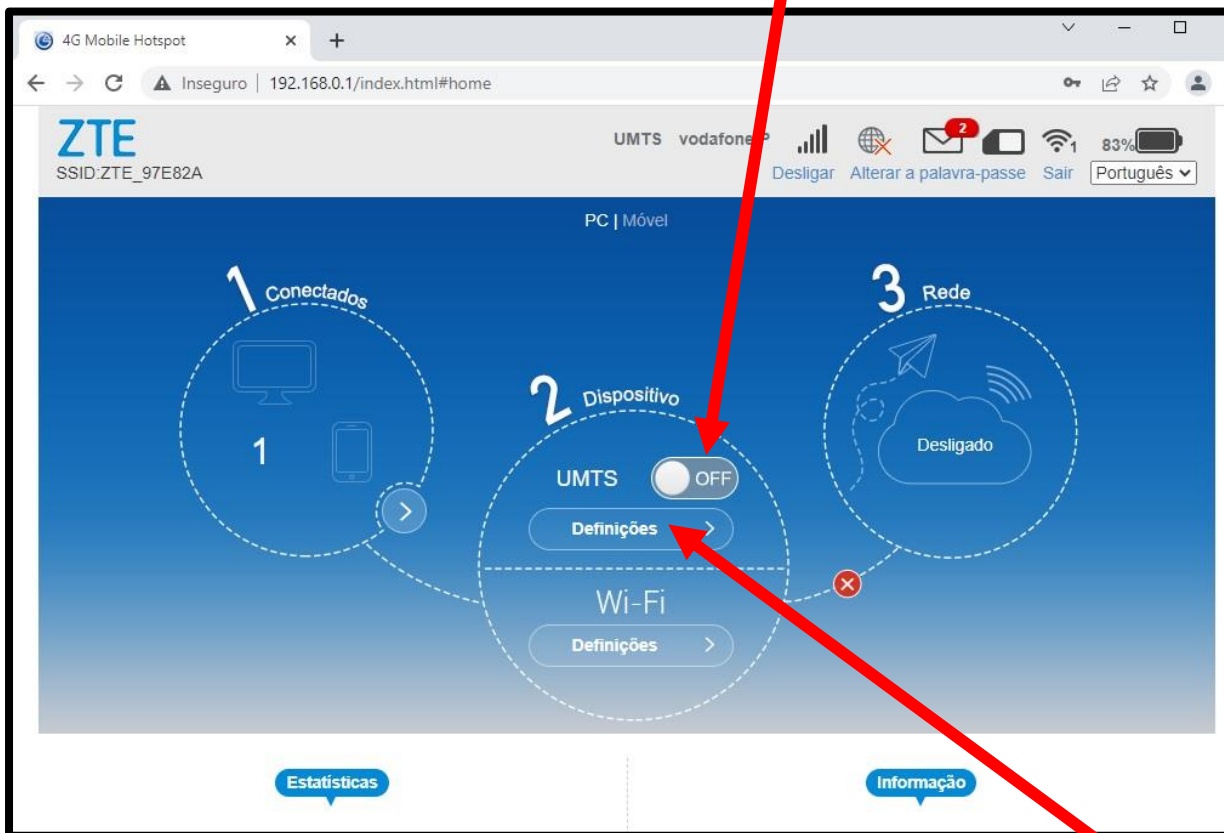 4G Mobile Hotspot
Inseguro | 192.168.0.1/index.html#home
ZTE
SSID:ZTE_97E82A
UMTS vodafone P
2
1
83%
Desligar Alterar a palavra-passe Sair Português
PC | Móvel
1 Conectados
1
2 Dispositivo
UMTS OFF
Definições
Wi-Fi
Definições
3 Rede
Desligado
Estatísticas
Informação